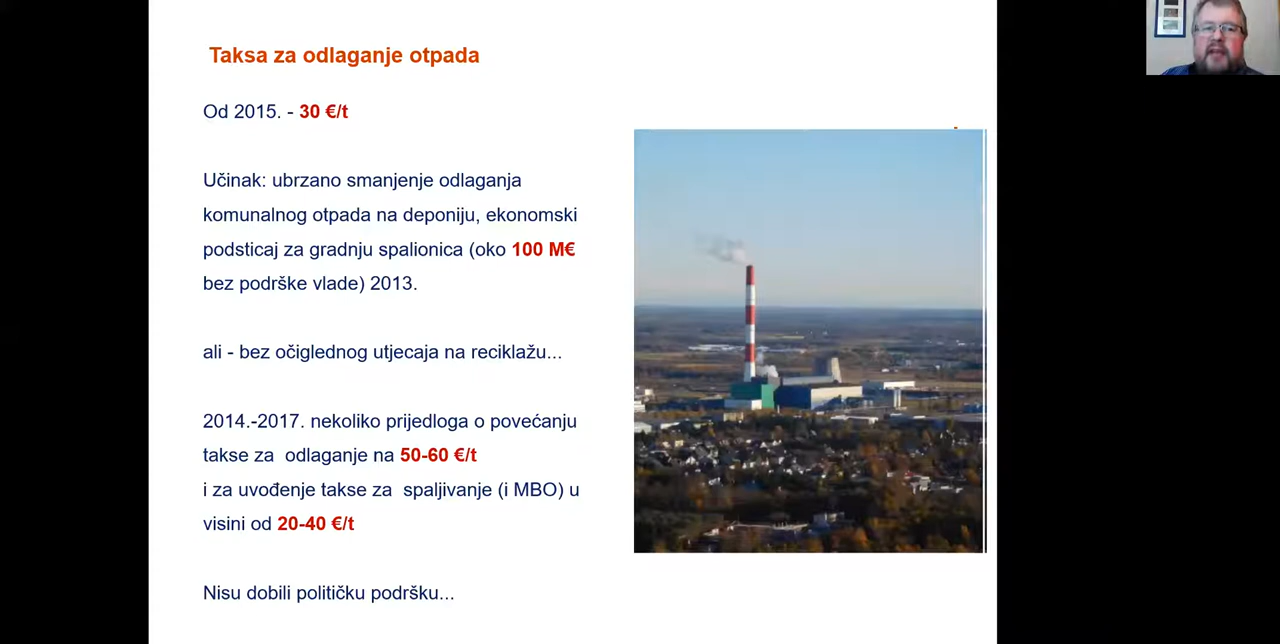 Taksa za odlaganje otpada
Od 2015. - 30 €/t
Učinak: ubrzano smanjenje odlaganja
komunalnog otpada na deponiju, ekonomski
podsticaj za gradnju spalionica (oko 100 M€
bez podrške vlade) 2013.
ali - bez očiglednog utjecaja na reciklažu...
2014.-2017. nekoliko prijedloga o povećanju
takse za  odlaganje na 50-60 €/t
i za uvođenje takse za  spaljivanje (i MBO) u
visini od 20-40 €/t
Nisu dobili političku podršku...